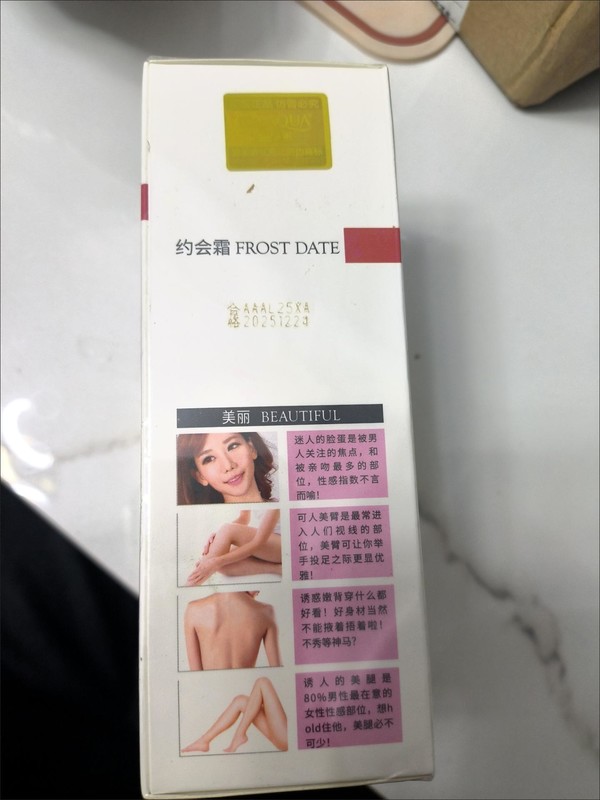 约会霜 FROST DATE
合格 AAAL25XA
20251224
美丽 BEAUTIFUL
迷人的脸蛋是被男
人关注的焦点，和
被亲吻最多的部
位，性感指数不言
而喻！
可人美臂是最常进
入人们视线的部
位，美臂可让你举
手投足之际更显优
雅！
诱惑嫩背穿什么都
好看！好身材当然
不能掖着捂着啦！
不秀等神马？
诱人的美腿是
80%男性最在意的
女性性感部位，想h
old住他，美腿必不
可少！